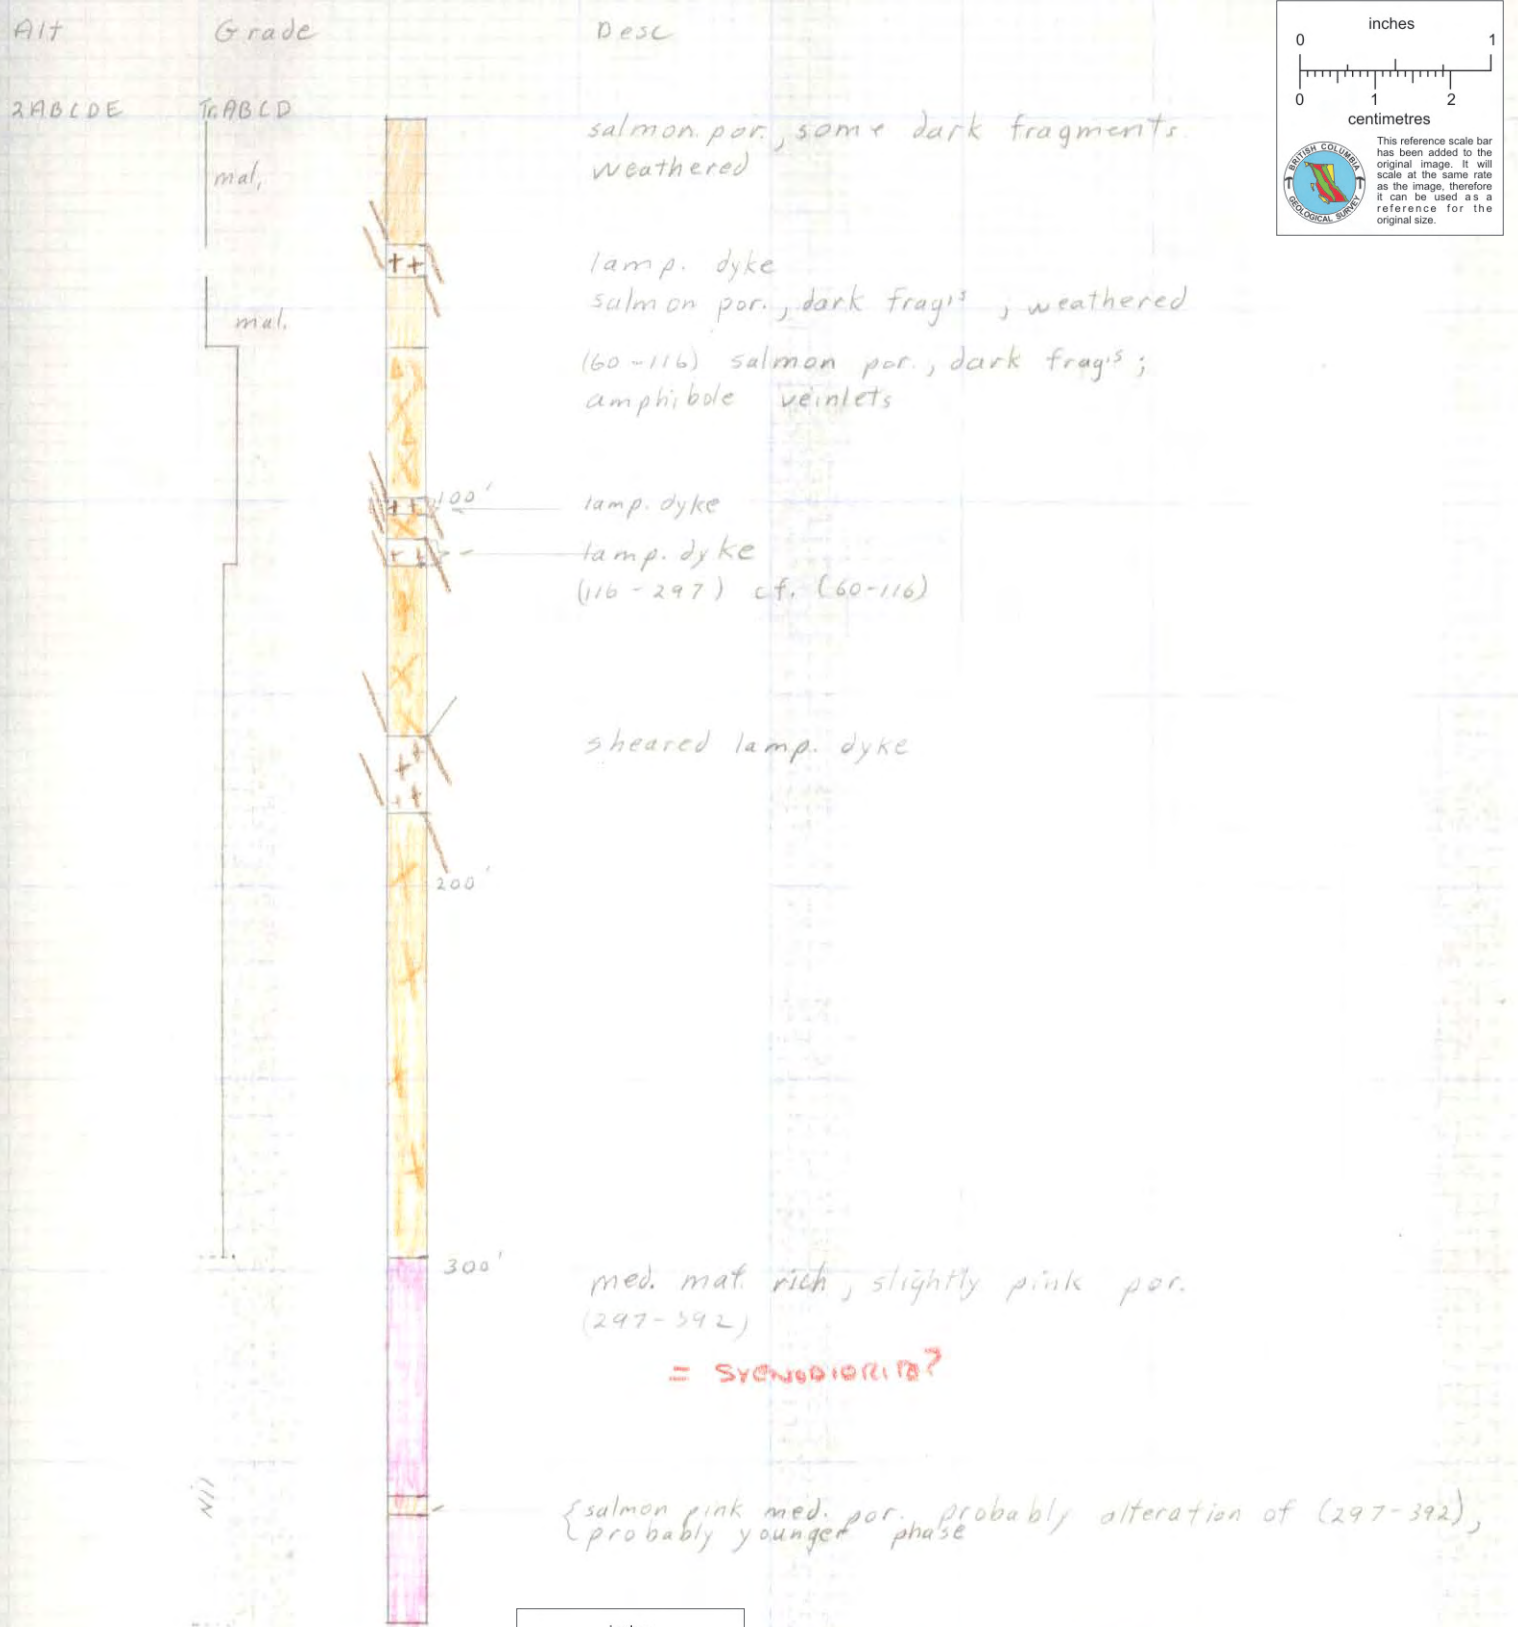 Alt Grade Desc
2ABCDE Tr.ABCD
inches
0 1
0 1 2
centimetres
BRITISH COLUMBIA GEOLOGICAL SURVEY
This reference scale bar
has been added to the
original image. It will
scale at the same rate
as the image, therefore
it can be used as a
reference for the
original size.
salmon por., some dark fragments
weathered
mal,
lamp. dyke
salmon por., dark frag's ; weathered
mal.
(60-116) salmon por., dark frag's ;
amphibole veinlets
100' lamp. dyke
lamp. dyke
(116-297) cf. (60-116)
sheared lamp. dyke
200'
300'
med. maf. rich, slightly pink por.
(297-392)
= SYENODIORITE?
Nil
salmon pink med. por. probably alteration of (297-392),
probably younger phase